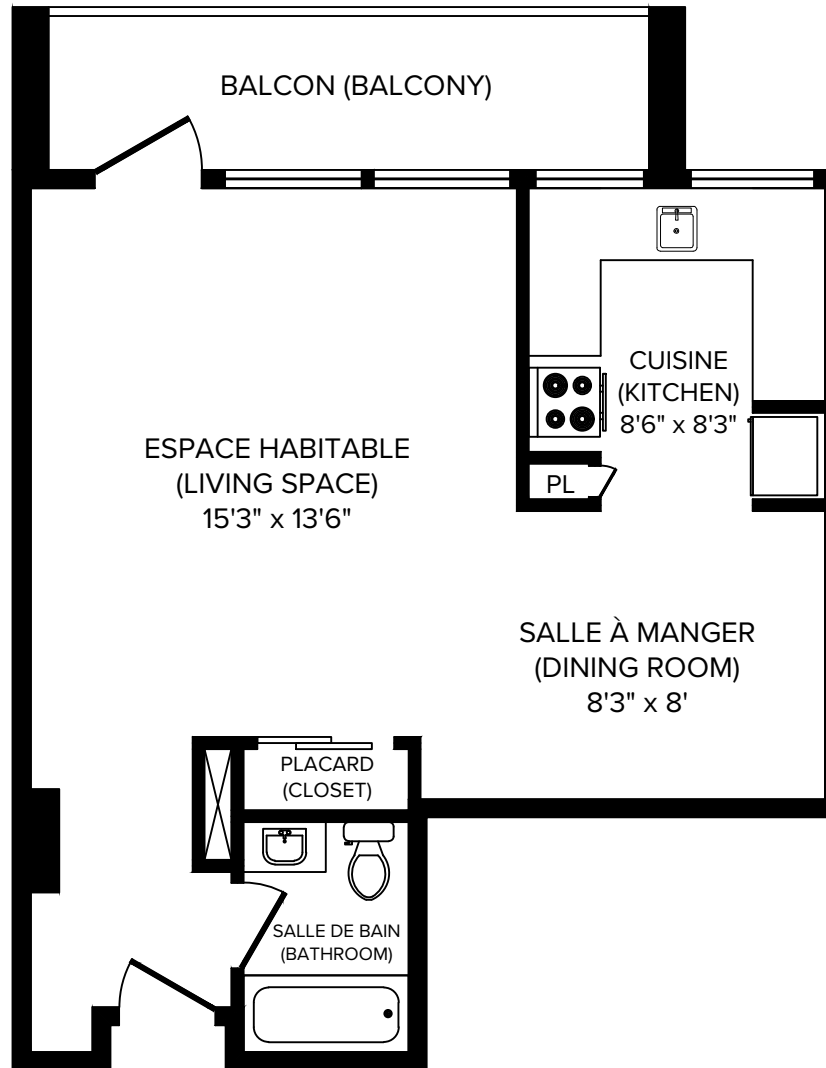 BALCON (BALCONY)
CUISINE
(KITCHEN)
8'6" x 8'3"
ESPACE HABITABLE
(LIVING SPACE)
15'3" x 13'6"
PL
SALLE À MANGER
(DINING ROOM)
8'3" x 8'
PLACARD
(CLOSET)
SALLE DE BAIN
(BATHROOM)